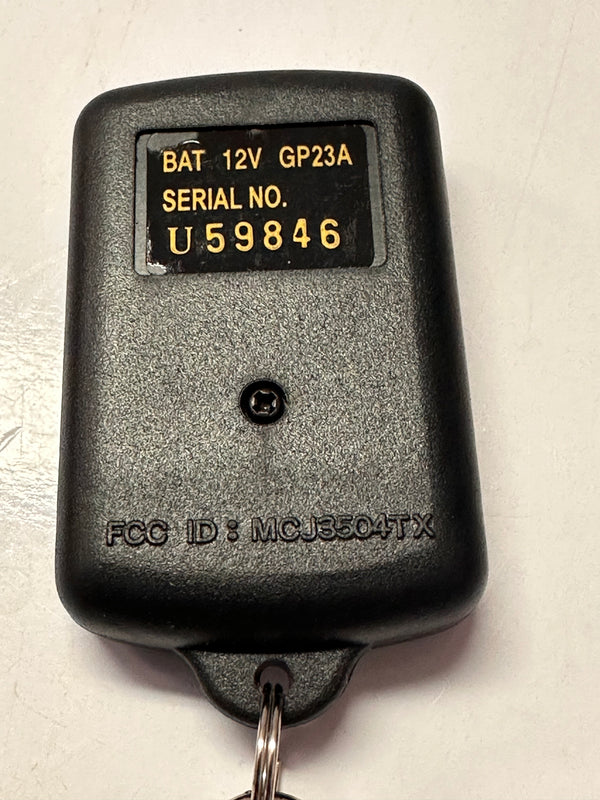 BAT 12V GP23A
SERIAL NO.
U59846
FCC ID: MCJ3504TX